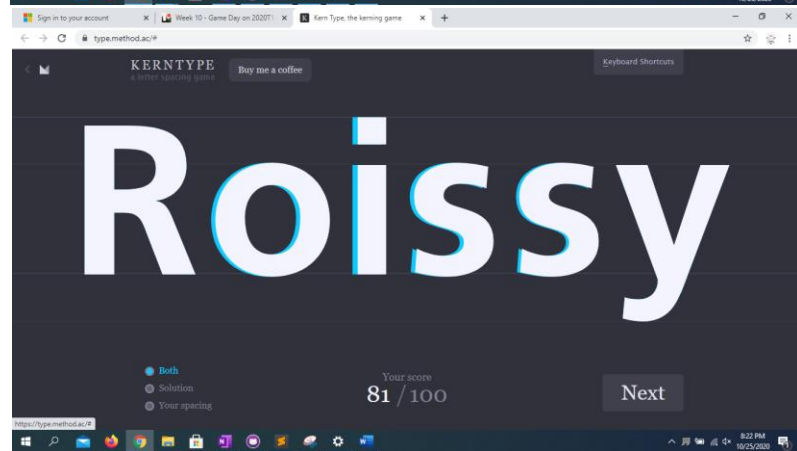 Sign in to your account
Week 10 - Game Day on 2020T1
Kern Type, the kerning game
type.method.ac/#
KERNTYPE
a letter spacing game
Buy me a coffee
Keyboard Shortcuts
Roissy
Both
Solution
Your spacing
Your score
81 / 100
Next
https://type.method.ac/#
8:22 PM
10/25/2020